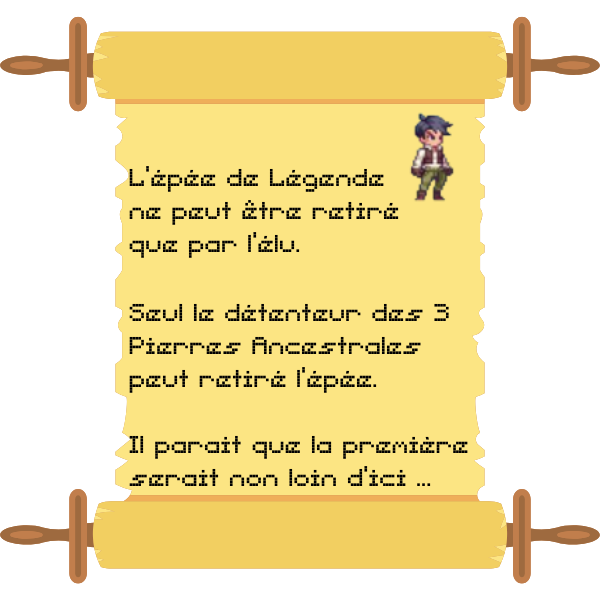 L'épée de Légende
ne peut être retiré
que par l'élu.
Seul le détenteur des 3
Pierres Ancestrales
peut retiré l'épée.
Il parait que la première
serait non loin d'ici ...